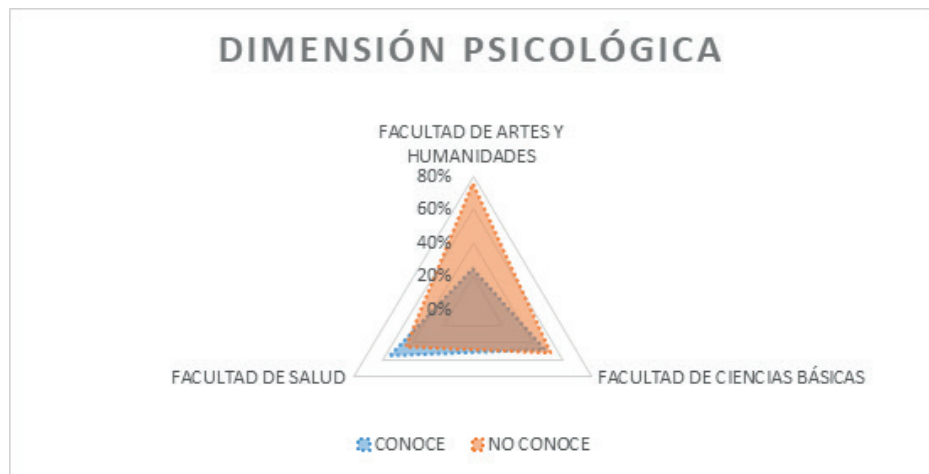 DIMENSIÓN PSICOLÓGICA
FACULTAD DE ARTES Y
HUMANIDADES
80%
60%
40%
20%
0%
FACULTAD DE SALUD
FACULTAD DE CIENCIAS BÁSICAS
CONOCE
NO CONOCE